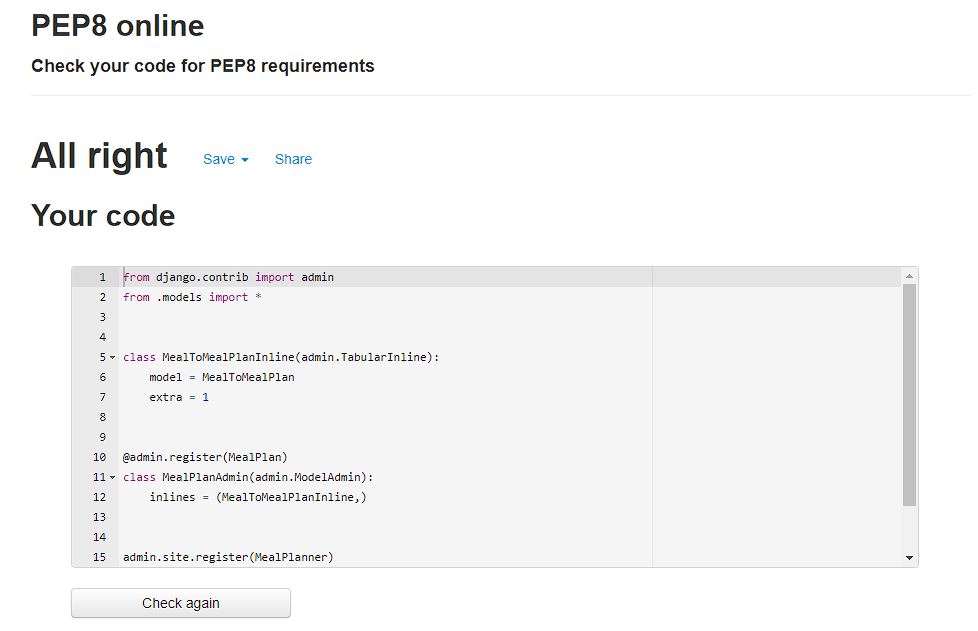 PEP8 online
Check your code for PEP8 requirements
All right Save Share
Your code
1 from django.contrib import admin
2 from .models import *
3
4
5 class MealToMealPlanInline(admin.TabularInline):
6     model = MealToMealPlan
7     extra = 1
8
9
10 @admin.register(MealPlan)
11 class MealPlanAdmin(admin.ModelAdmin):
12     inlines = (MealToMealPlanInline,)
13
14
15 admin.site.register(MealPlanner)
Check again